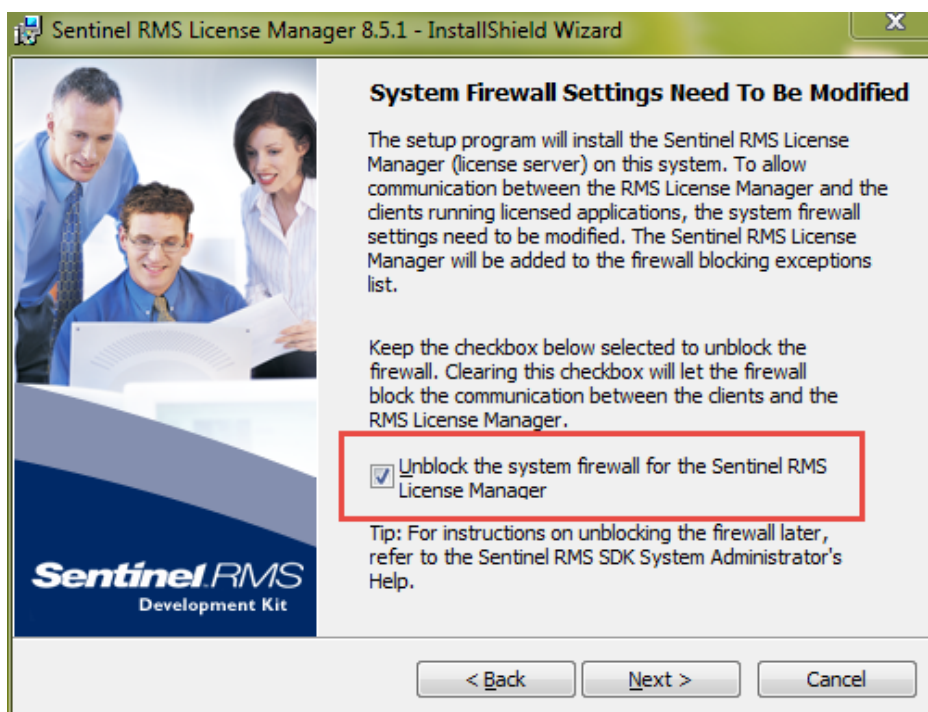 Sentinel RMS License Manager 8.5.1 - InstallShield Wizard
System Firewall Settings Need To Be Modified
The setup program will install the Sentinel RMS License
Manager (license server) on this system. To allow
communication between the RMS License Manager and the
clients running licensed applications, the system firewall
settings need to be modified. The Sentinel RMS License
Manager will be added to the firewall blocking exceptions
list.
Keep the checkbox below selected to unblock the
firewall. Clearing this checkbox will let the firewall
block the communication between the clients and the
RMS License Manager.
Unblock the system firewall for the Sentinel RMS
License Manager
Tip: For instructions on unblocking the firewall later,
refer to the Sentinel RMS SDK System Administrator's
Help.
Sentinel.RMS
Development Kit
< Back
Next >
Cancel